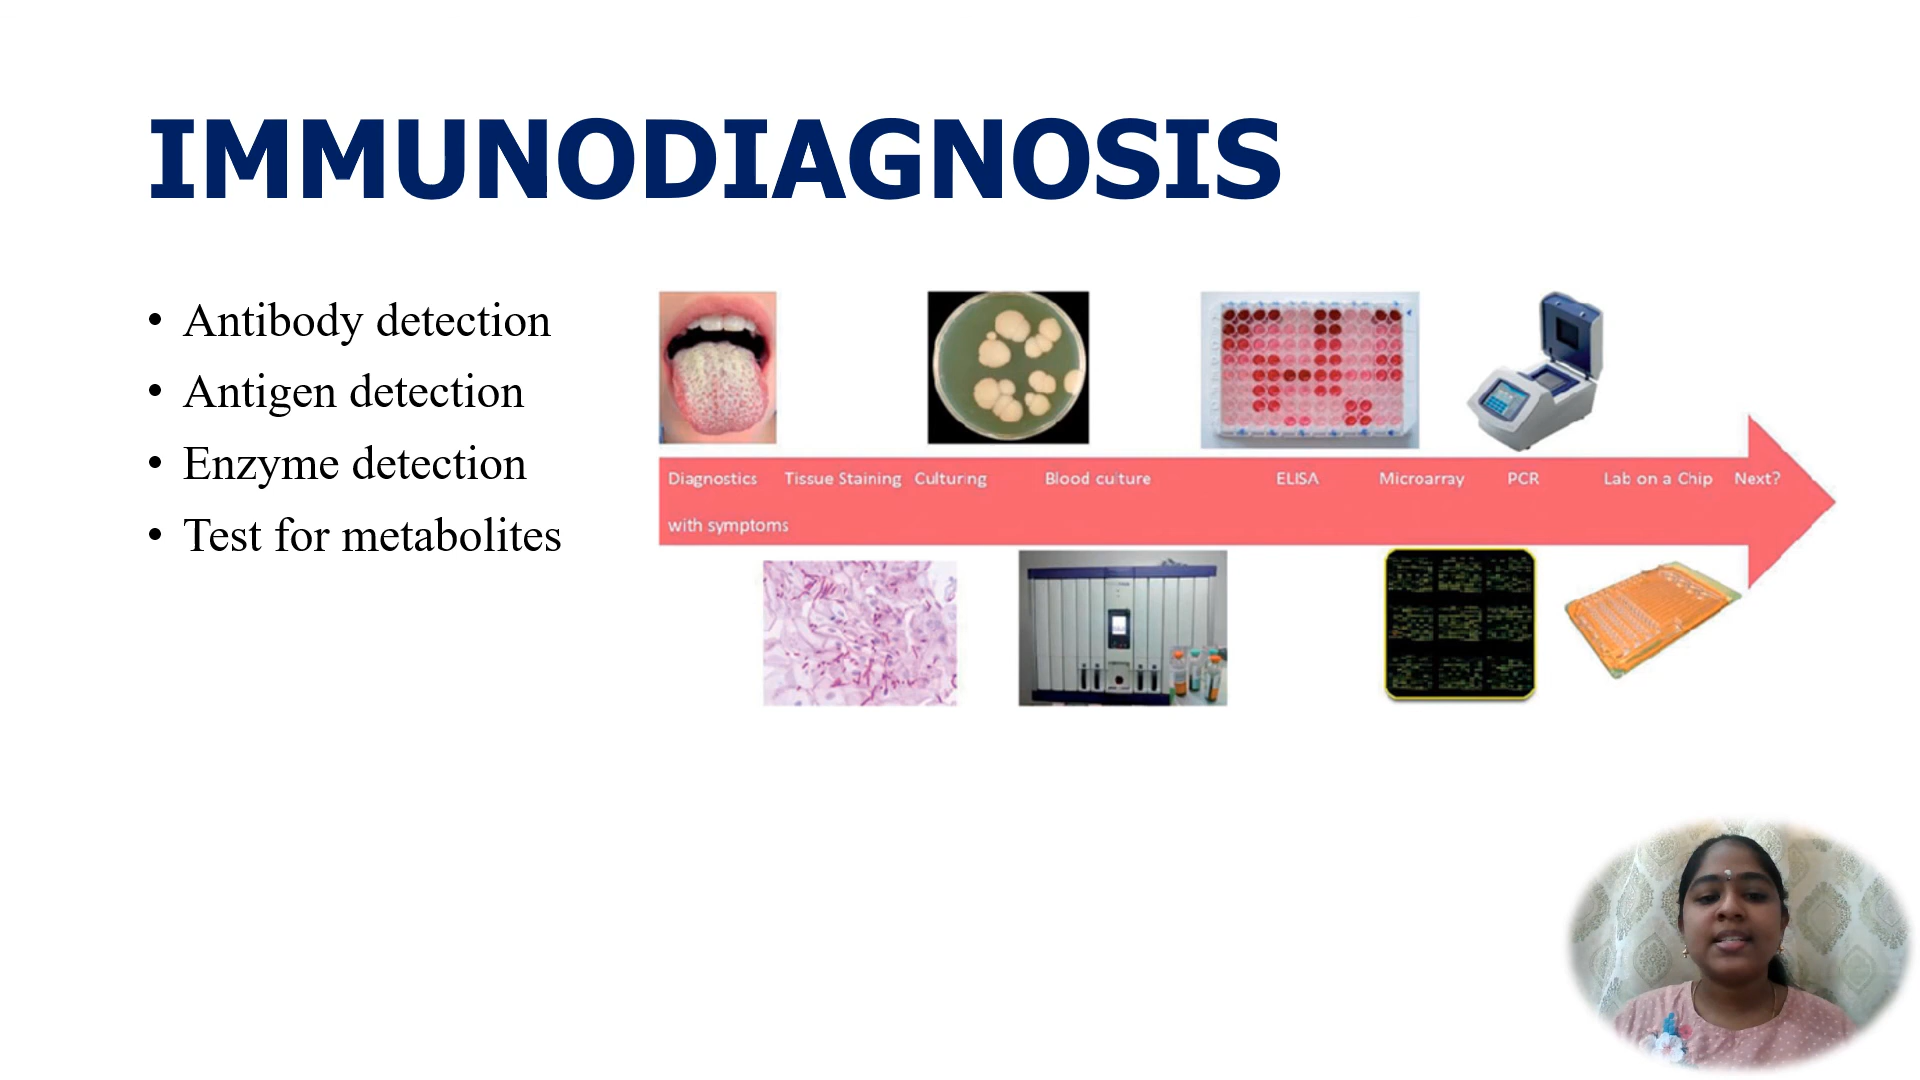 IMMUNODIAGNOSIS
• Antibody detection
• Antigen detection
• Enzyme detection
• Test for metabolites
Diagnostics Tissue Staining Culturing Blood culture ELISA Microarray PCR Lab on a Chip Next?
with symptoms